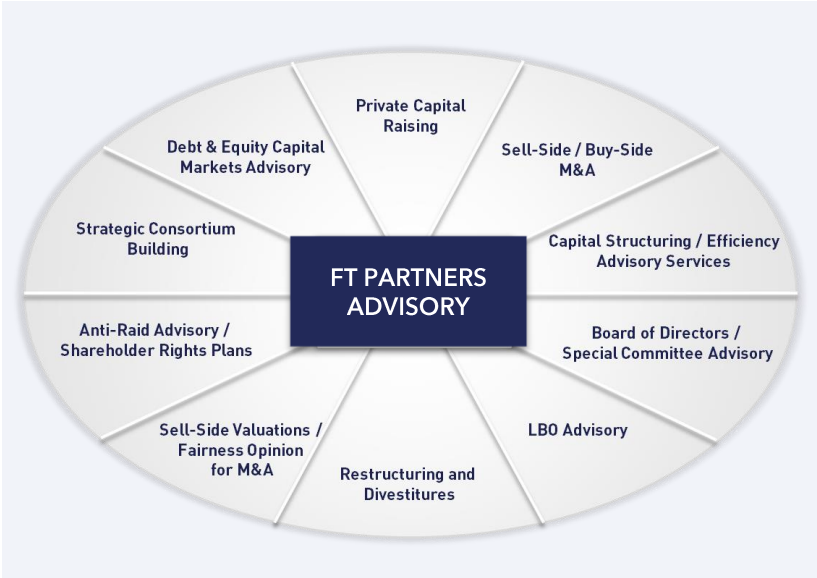 Private Capital
Raising
Sell-Side / Buy-Side
M&A
Capital Structuring / Efficiency
Advisory Services
Board of Directors /
Special Committee Advisory
LBO Advisory
Restructuring and
Divestitures
Sell-Side Valuations /
Fairness Opinion
for M&A
Anti-Raid Advisory /
Shareholder Rights Plans
Strategic Consortium
Building
Debt & Equity Capital
Markets Advisory
FT PARTNERS
ADVISORY